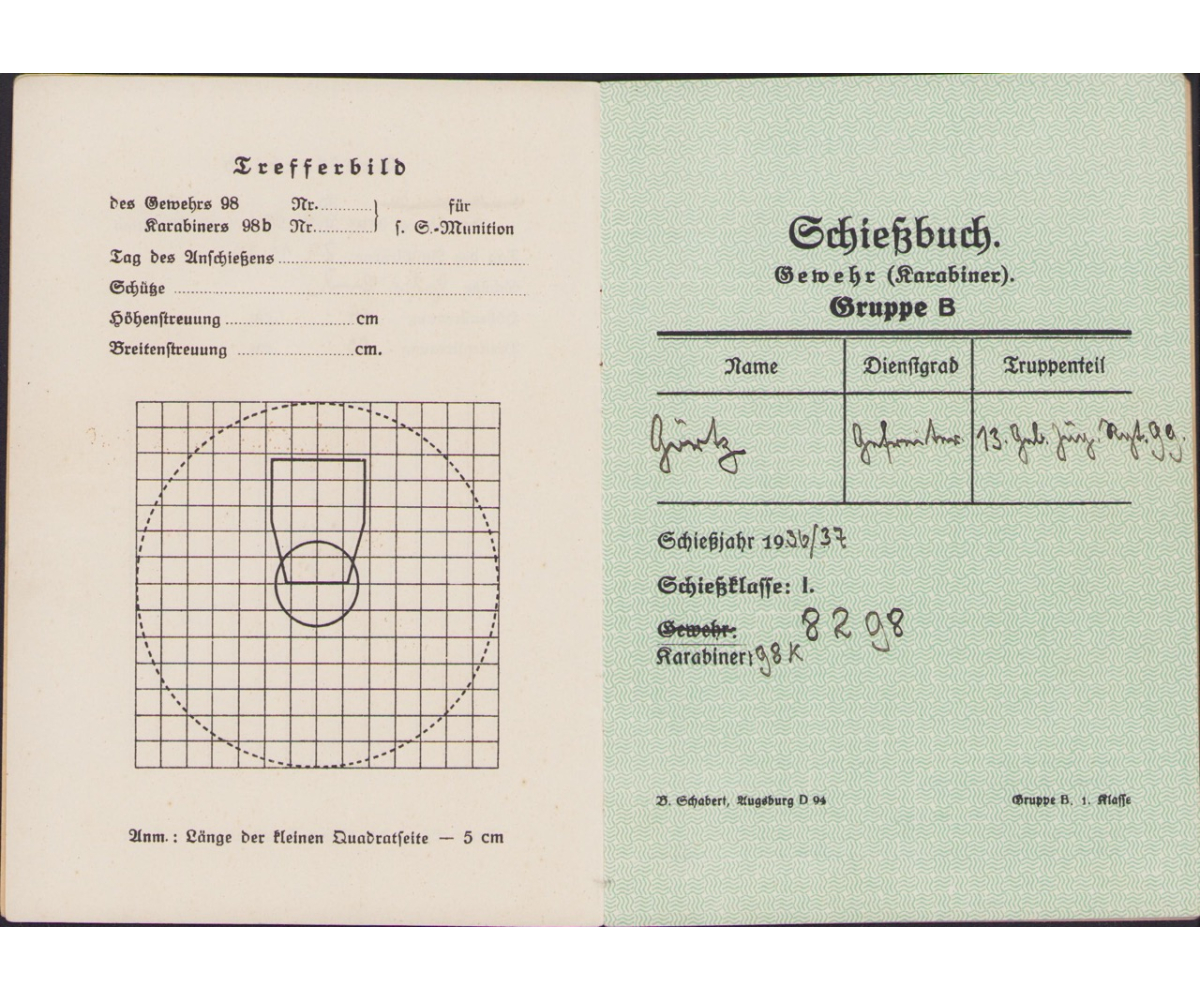 Trefferbild
des Gewehrs 98 Nr............ } für
Karabiners 98b Nr............ } s. S.-Munition
Tag des Anschießens
Schütze
Höhenstreuung ............ cm
Breitenstreuung ............ cm.
Anm.: Länge der kleinen Quadratseite — 5 cm
Schießbuch.
Gewehr (Karabiner).
Gruppe B
Name Dienstgrad Truppenteil
Görtz Gefreiter 13. Geb. Jäg. Rgt. 99.
Schießjahr 1936/37
Schießklasse: I.
Gewehr: 8298
Karabiner: 98K
B. Schabert, Augsburg D 94 Gruppe B. 1. Klasse